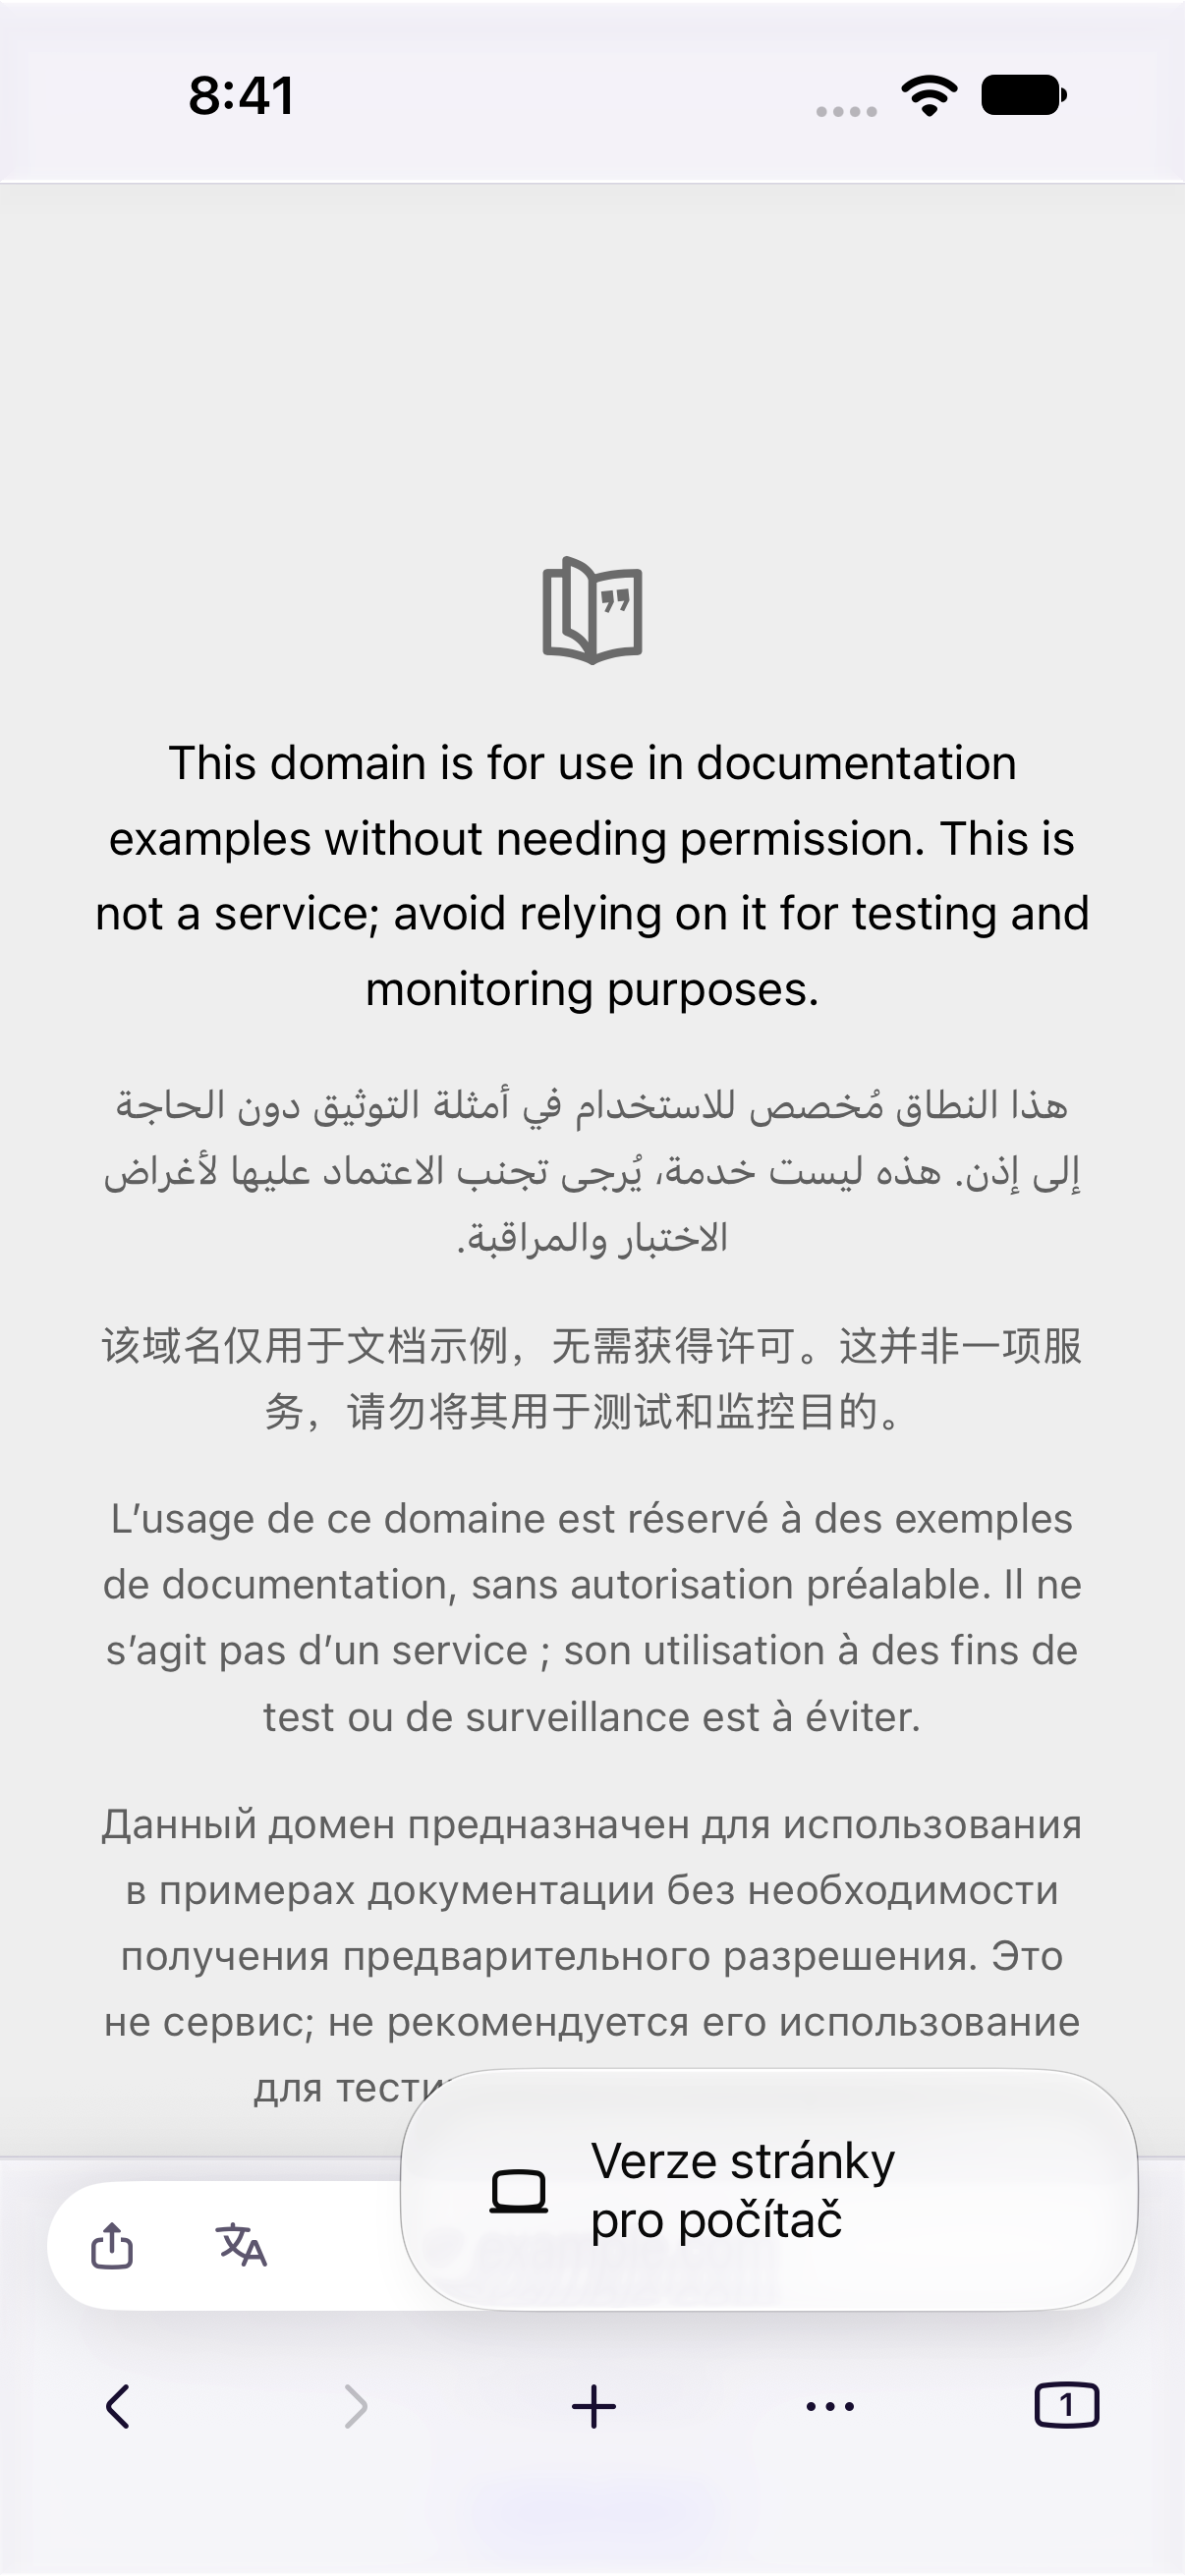 8:41
This domain is for use in documentation
examples without needing permission. This is
not a service; avoid relying on it for testing and
monitoring purposes.
هذا النطاق مُخصص للاستخدام في أمثلة التوثيق دون الحاجة
إلى إذن. هذه ليست خدمة، يُرجى تجنب الاعتماد عليها لأغراض
الاختبار والمراقبة.
该域名仅用于文档示例，无需获得许可。这并非一项服
务，请勿将其用于测试和监控目的。
L’usage de ce domaine est réservé à des exemples
de documentation, sans autorisation préalable. Il ne
s’agit pas d’un service ; son utilisation à des fins de
test ou de surveillance est à éviter.
Данный домен предназначен для использования
в примерах документации без необходимости
получения предварительного разрешения. Это
не сервис; не рекомендуется его использование
для
Verze stránky
pro počítač
1